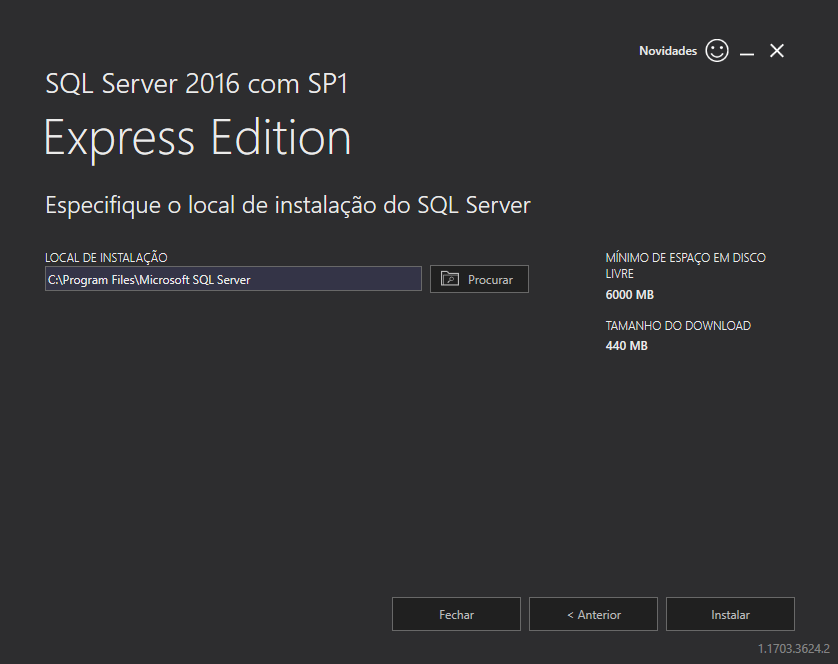 Novidades
SQL Server 2016 com SP1
Express Edition
Especifique o local de instalação do SQL Server
LOCAL DE INSTALAÇÃO
C:\Program Files\Microsoft SQL Server
Procurar
MÍNIMO DE ESPAÇO EM DISCO
LIVRE
6000 MB
TAMANHO DO DOWNLOAD
440 MB
Fechar
< Anterior
Instalar
1.1703.3624.2